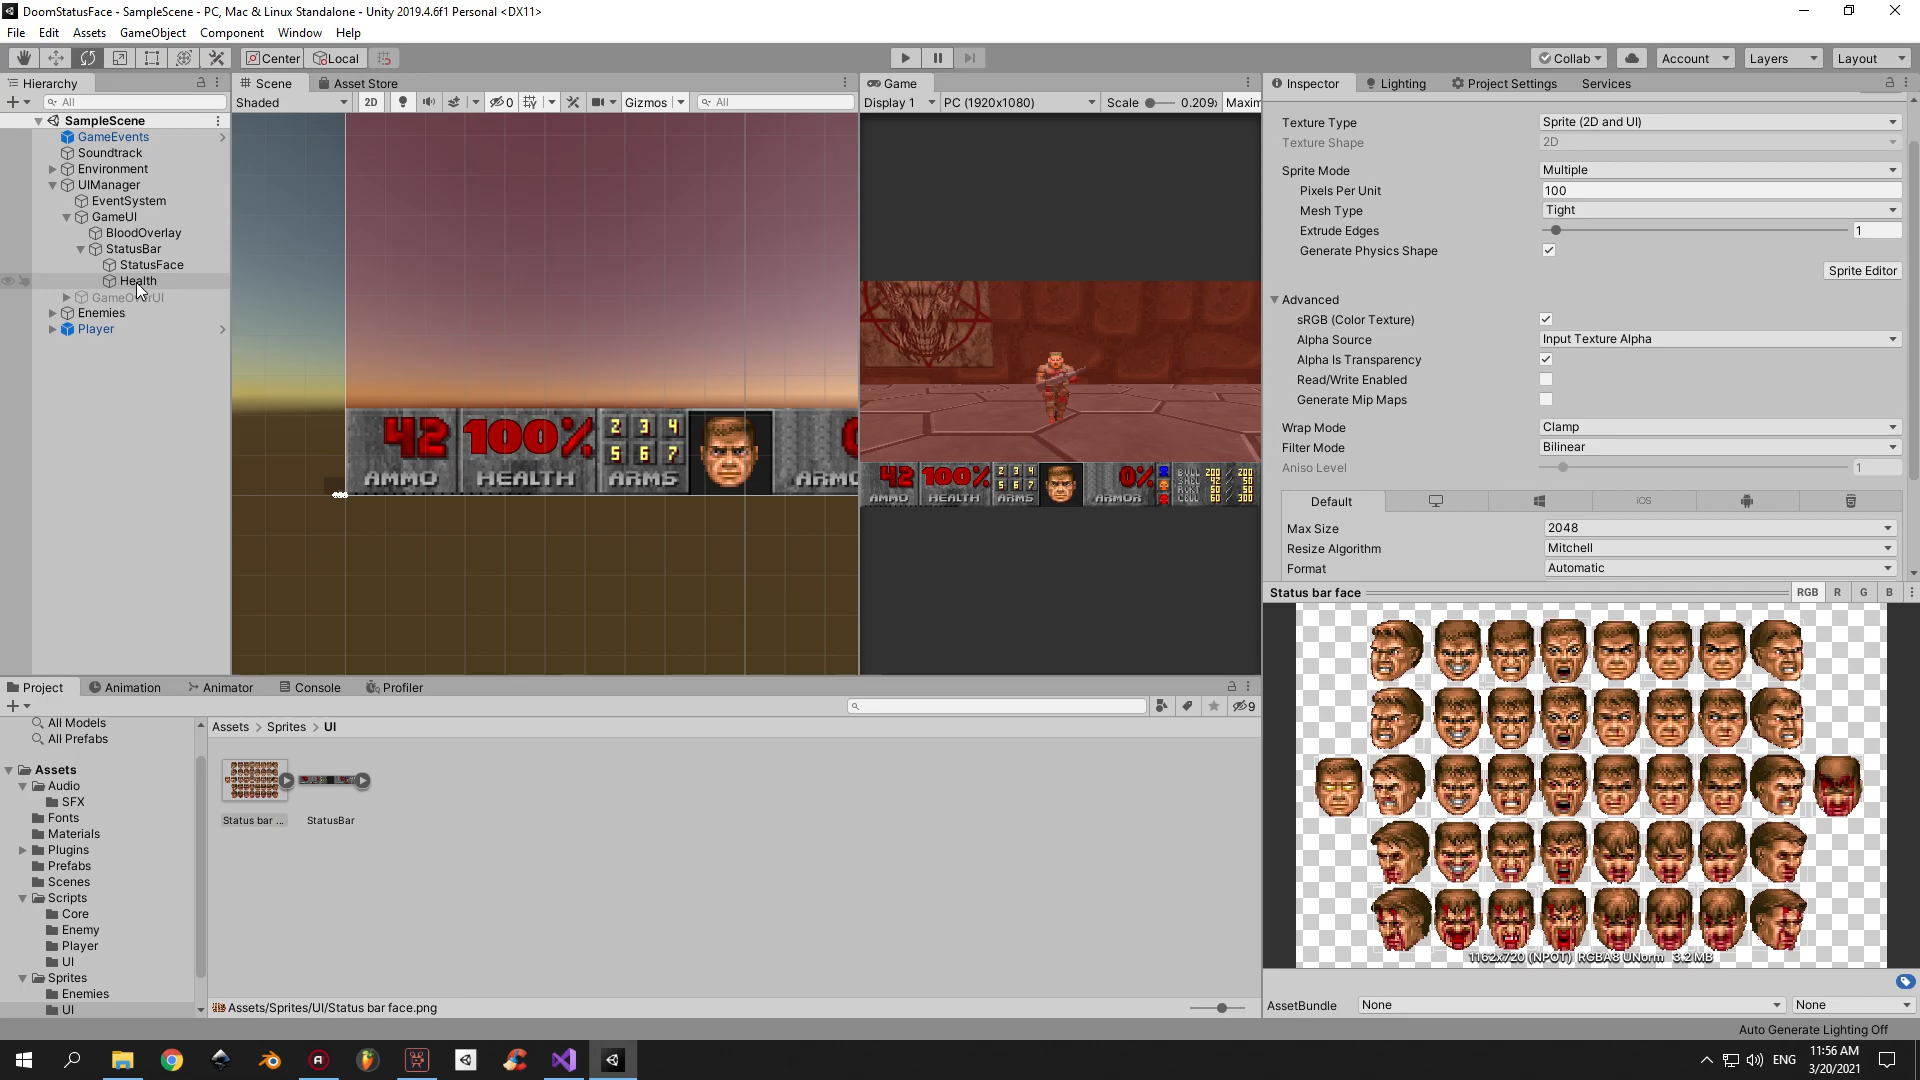 DoomStatusFace - SampleScene - PC, Mac & Linux Standalone - Unity 2019.4.6f1 Personal <DX11>
File Edit Assets GameObject Component Window Help
Center Local Collab Account Layers Layout
Hierarchy
All
SampleScene
GameEvents
Soundtrack
Environment
UIManager
EventSystem
GameUI
BloodOverlay
StatusBar
StatusFace
Health
GameOverUI
Enemies
Player
Scene Asset Store
Shaded 2D 0 Gizmos All
42 100% 2 3 4
5 6 7
AMMO HEALTH ARMS ARMO
Game
Display 1 PC (1920x1080) Scale 0.209 Maxim
42 100% 2 3 4 0% BULL 200 / 200
5 6 7
AMMO HEALTH ARMS ARMOR
Inspector Lighting Project Settings Services
Texture Type Sprite (2D and UI)
Texture Shape 2D
Sprite Mode Multiple
Pixels Per Unit 100
Mesh Type Tight
Extrude Edges 1
Generate Physics Shape
Sprite Editor
Advanced
sRGB (Color Texture)
Alpha Source Input Texture Alpha
Alpha Is Transparency
Read/Write Enabled
Generate Mip Maps
Wrap Mode Clamp
Filter Mode Bilinear
Aniso Level 1
Default iOS
Max Size 2048
Resize Algorithm Mitchell
Format Automatic
Status bar face RGB R G B
1162x720 (NPOT) RGBA8 UNorm 3.2 MB
AssetBundle None None
Project Animation Animator Console Profiler
9
All Models
All Prefabs
Assets
Audio
SFX
Fonts
Materials
Plugins
Prefabs
Scenes
Scripts
Core
Enemy
Player
UI
Sprites
Enemies
UI
Assets > Sprites > UI
Status bar ... StatusBar
Assets/Sprites/UI/Status bar face.png
Auto Generate Lighting Off
ENG 11:56 AM
3/20/2021